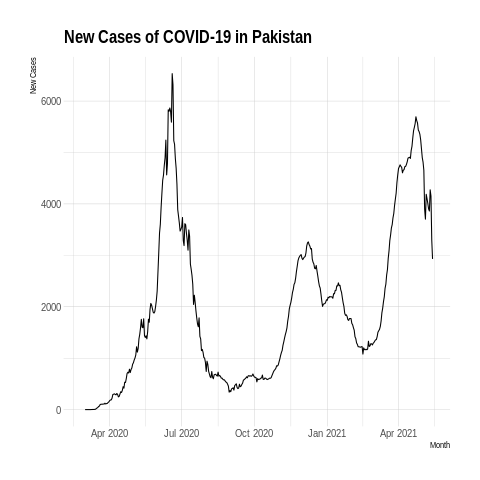 New Cases of COVID-19 in Pakistan
New Cases
6000
4000
2000
0
Apr 2020 Jul 2020 Oct 2020 Jan 2021 Apr 2021
Month